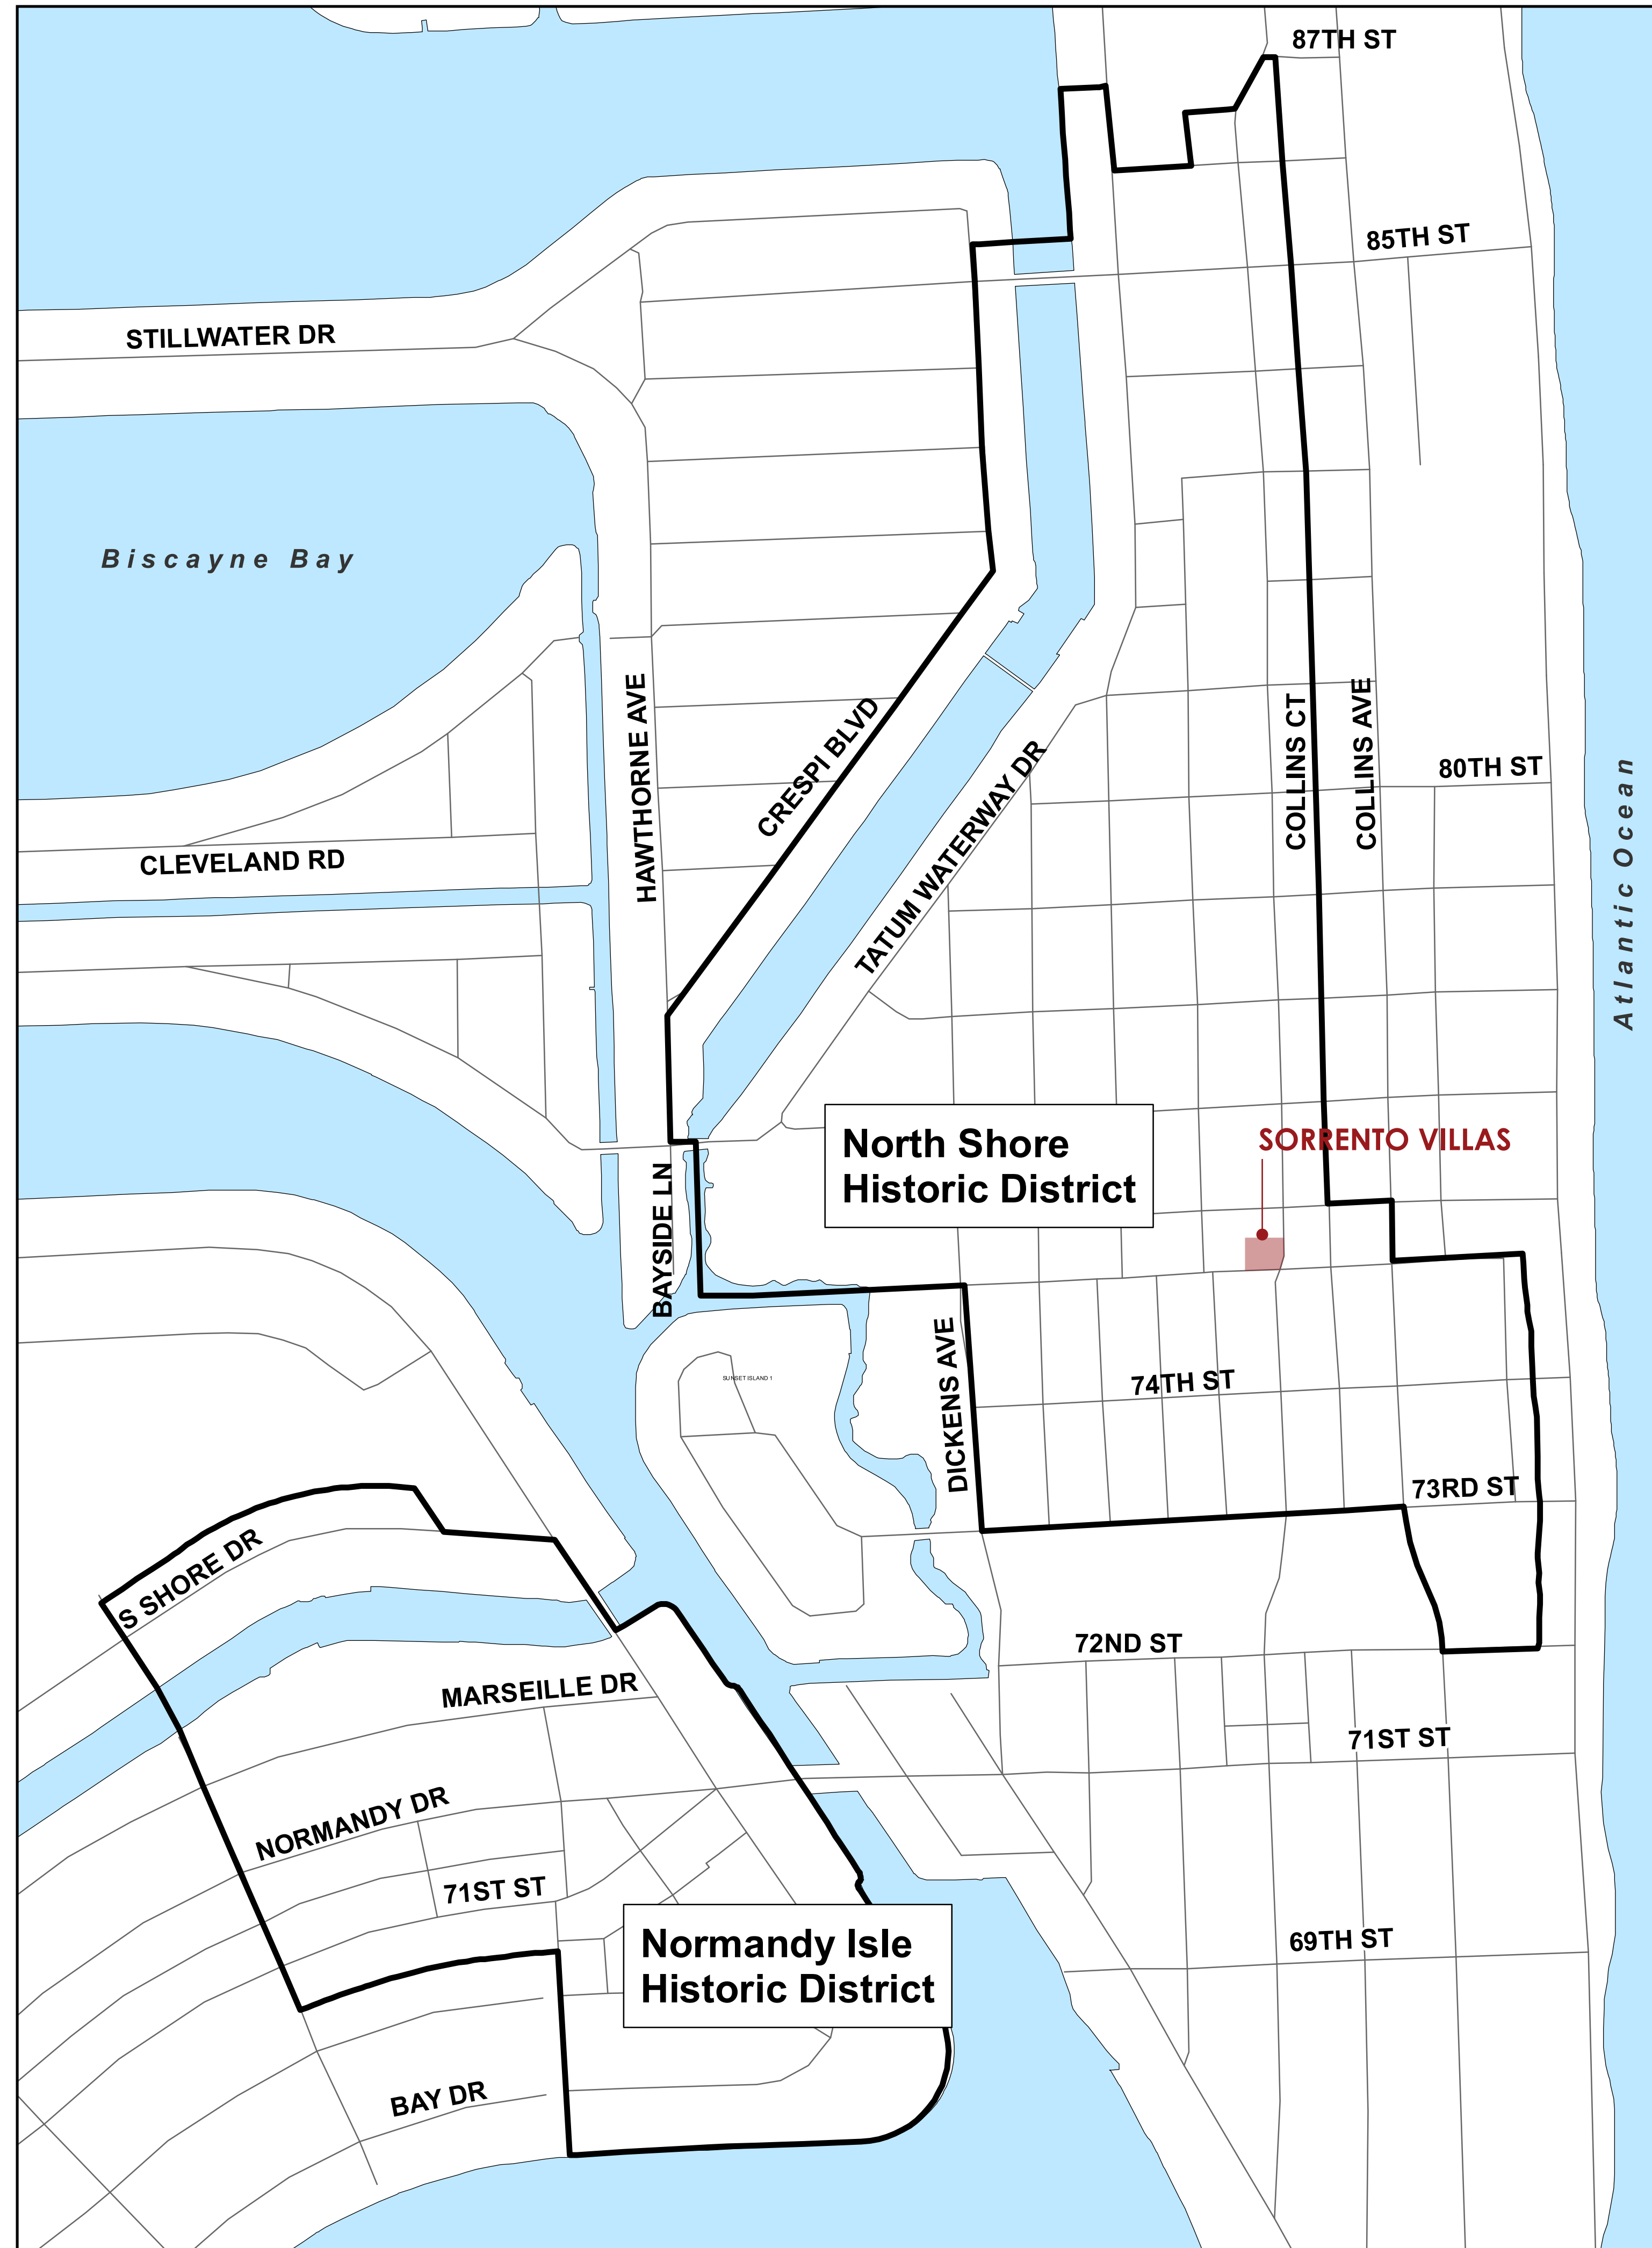 87TH ST
85TH ST
STILLWATER DR
Biscayne Bay
HAWTHORNE AVE
CRESPI BLVD
COLLINS CT
COLLINS AVE
80TH ST
TATUM WATERWAY DR
CLEVELAND RD
Atlantic Ocean
North Shore
Historic District
SORRENTO VILLAS
BAYSIDE LN
DICKENS AVE
SUNSET ISLAND 1
74TH ST
73RD ST
S SHORE DR
72ND ST
MARSEILLE DR
71ST ST
NORMANDY DR
71ST ST
Normandy Isle
Historic District
69TH ST
BAY DR